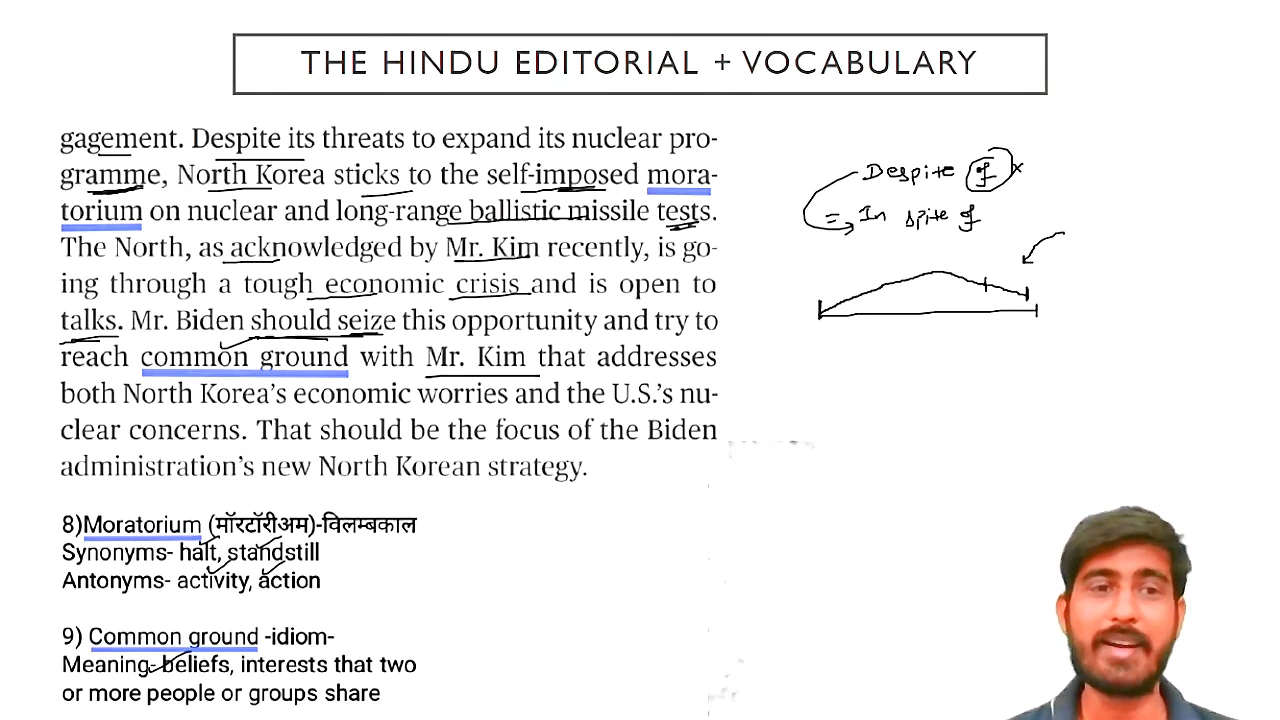 THE HINDU EDITORIAL + VOCABULARY
gagement. Despite its threats to expand its nuclear pro-
gramme, North Korea sticks to the self-imposed mora-
torium on nuclear and long-range ballistic missile tests.
The North, as acknowledged by Mr. Kim recently, is go-
ing through a tough economic crisis and is open to
talks. Mr. Biden should seize this opportunity and try to
reach common ground with Mr. Kim that addresses
both North Korea's economic worries and the U.S.'s nu-
clear concerns. That should be the focus of the Biden
administration's new North Korean strategy.
8)Moratorium (मॉरटॉरीअम)-विलम्बकाल
Synonyms- halt, standstill
Antonyms- activity, action
9) Common ground -idiom-
Meaning- beliefs, interests that two
or more people or groups share
Despite of x
= In spite of